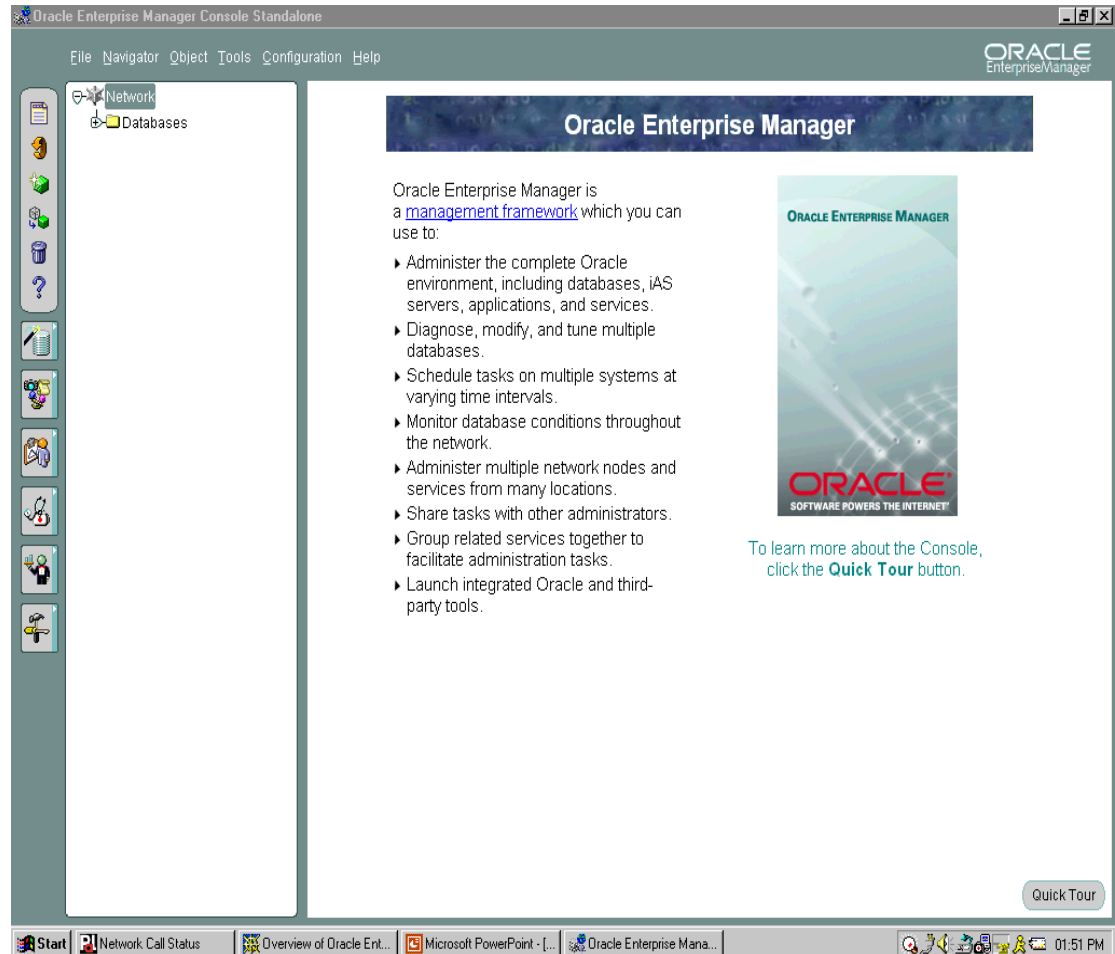 Oracle Enterprise Manager Console Standalone
File Navigator Object Tools Configuration Help
ORACLE
EnterpriseManager
Network
Databases
Oracle Enterprise Manager
Oracle Enterprise Manager is
a management framework which you can
use to:
Administer the complete Oracle
environment, including databases, iAS
servers, applications, and services.
Diagnose, modify, and tune multiple
databases.
Schedule tasks on multiple systems at
varying time intervals.
Monitor database conditions throughout
the network.
Administer multiple network nodes and
services from many locations.
Share tasks with other administrators.
Group related services together to
facilitate administration tasks.
Launch integrated Oracle and third-
party tools.
ORACLE ENTERPRISE MANAGER
ORACLE
SOFTWARE POWERS THE INTERNET
To learn more about the Console,
click the Quick Tour button.
Quick Tour
Start Network Call Status Overview of Oracle Ent... Microsoft PowerPoint - [... Oracle Enterprise Mana... 01:51 PM